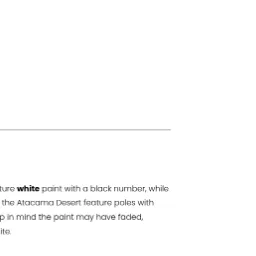 ture white paint with a black number, while
the Atacama Desert feature poles with
p in mind the paint may have faded,
ite.